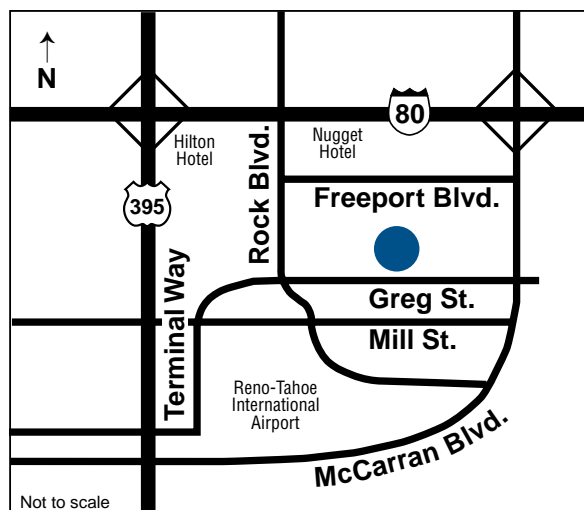 N
80
Hilton
Hotel
Nugget
Hotel
Rock Blvd.
395
Freeport Blvd.
Terminal Way
Greg St.
Mill St.
Reno-Tahoe
International
Airport
McCarran Blvd.
Not to scale